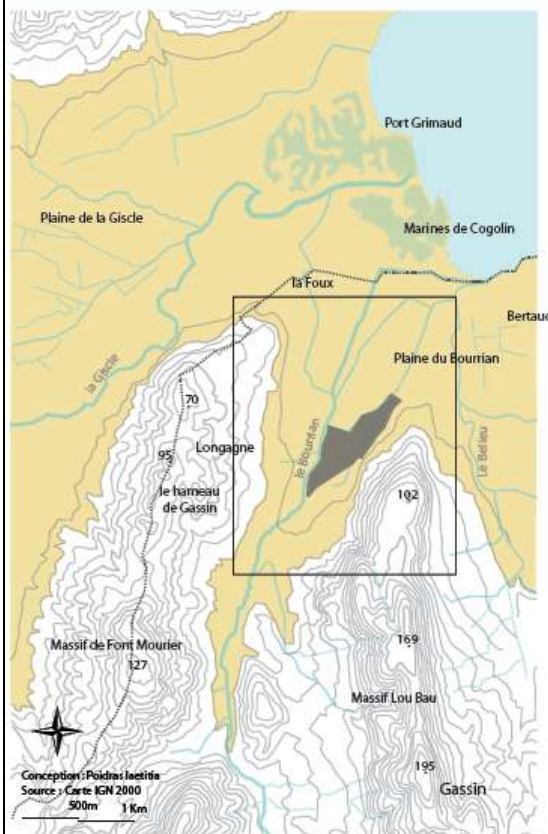 Port Grimaud
Plaine de la Giscle
Marines de Cogolin
la Foux
Bertaud
la Giscle
Plaine du Bourrian
le Bourrian
Le Belieu
70
Longagne
95
le hameau
de Gassin
102
169
Massif de Font Mourier
127
Massif Lou Bau
195
Gassin
Conception : Poidras laetitia
Source : Carte IGN 2000
500m
1 Km